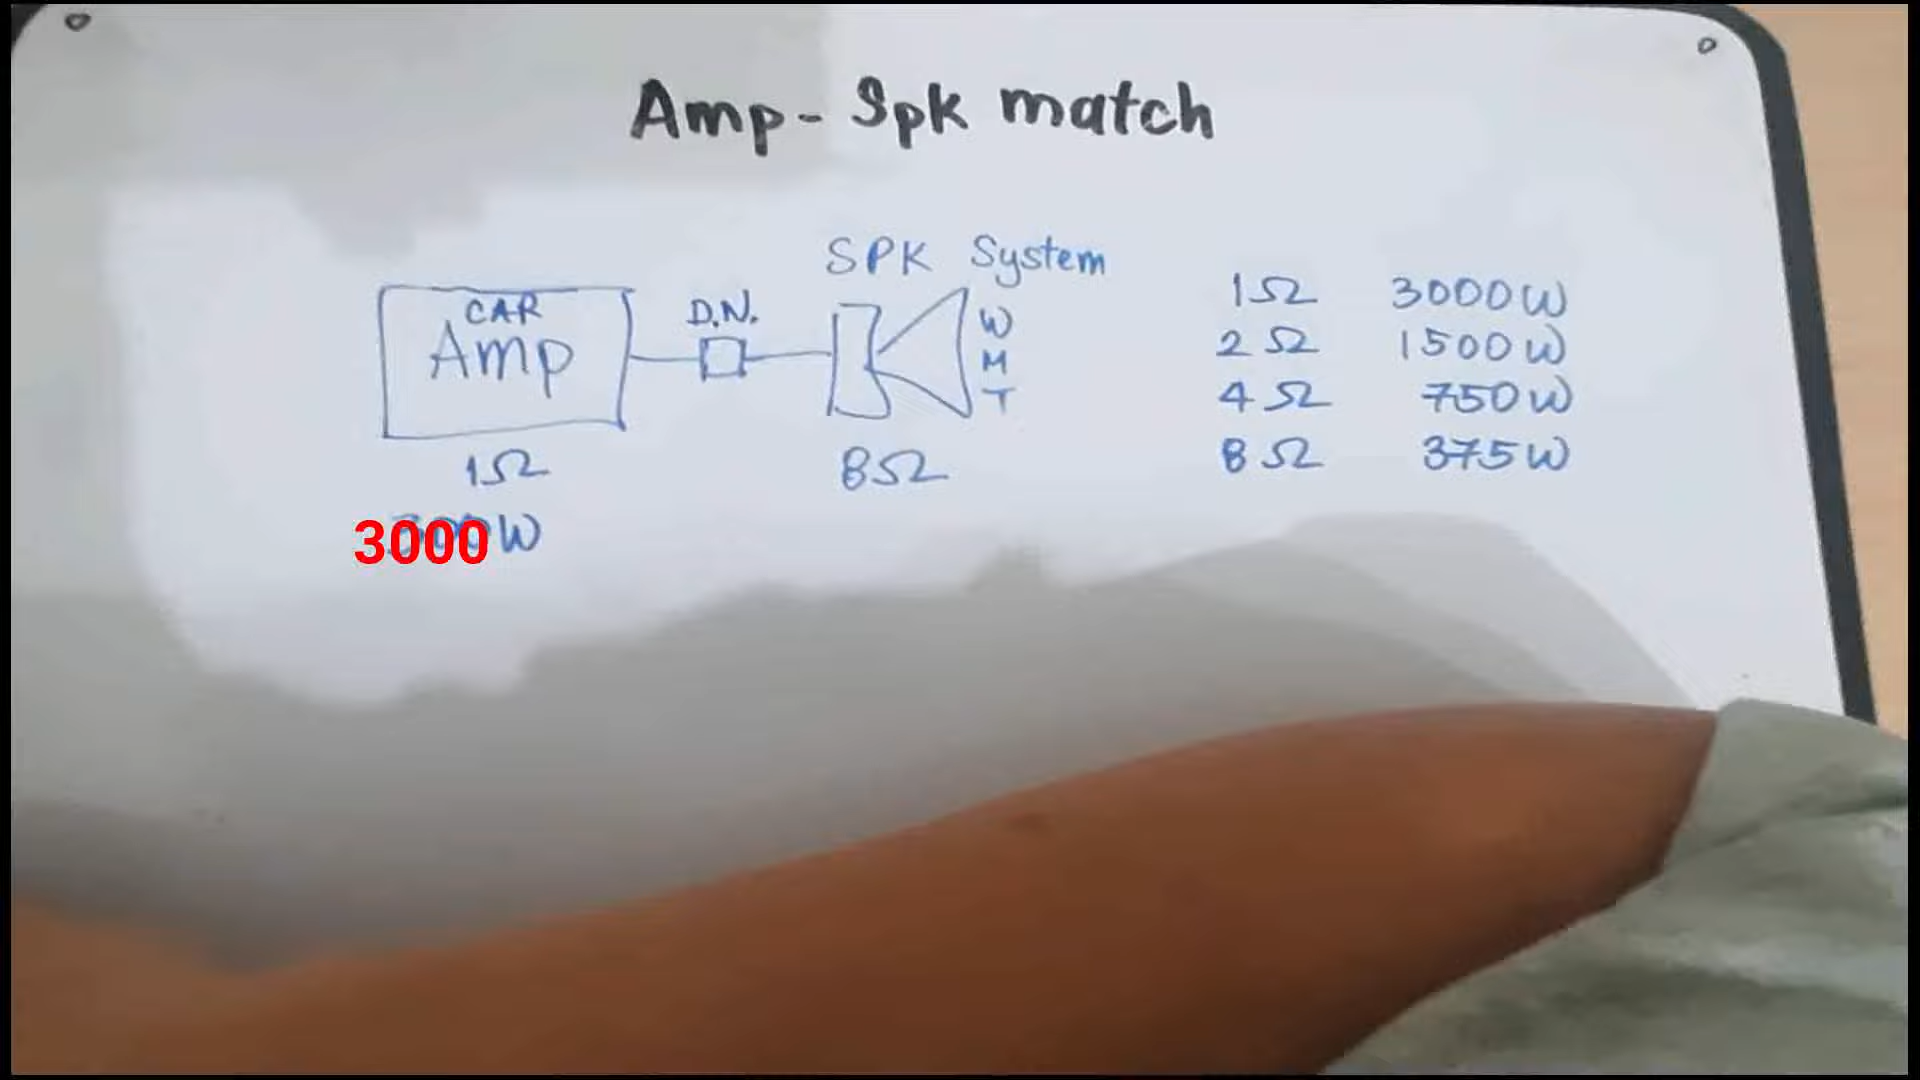 Amp - Spk match
SPK System
CAR
Amp
D.N.
W
M
T
1Ω
8Ω
3000 W
1Ω 3000W
2Ω 1500W
4Ω 750W
8Ω 375W